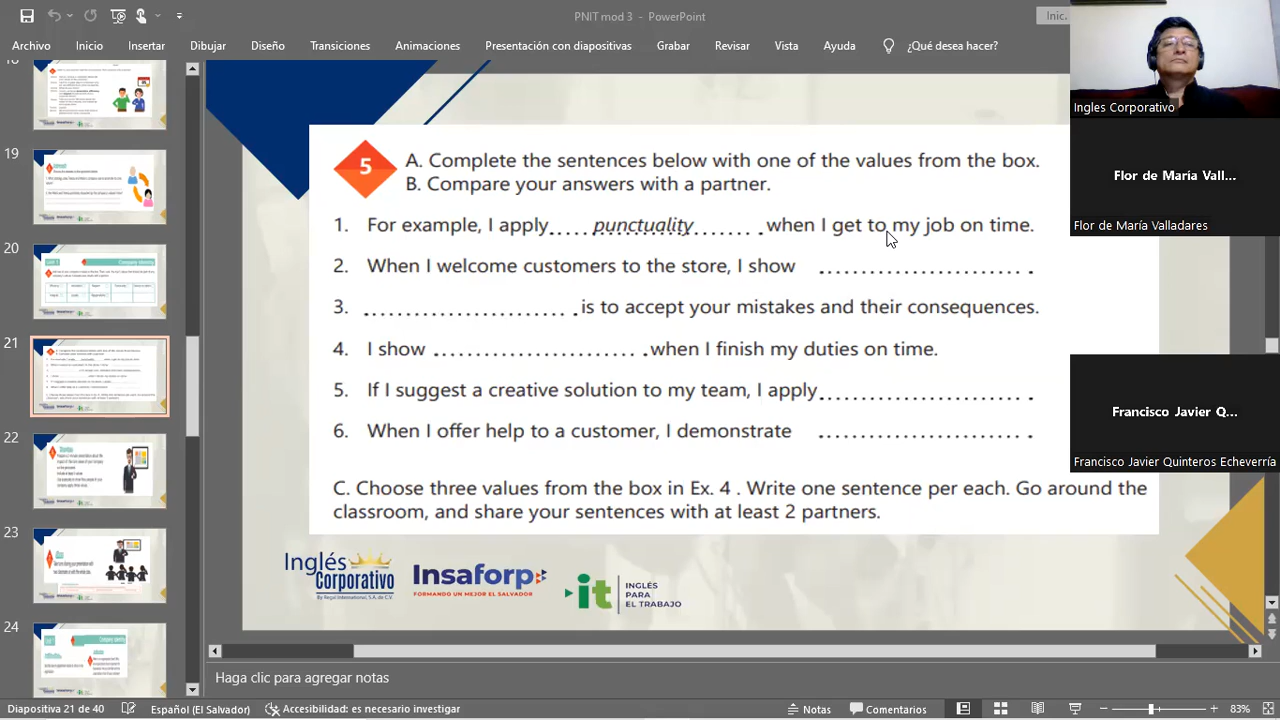 PNIT mod 3 - PowerPoint
Inic.
Archivo Inicio Insertar Dibujar Diseño Transiciones Animaciones Presentación con diapositivas Grabar Revisar Vista Ayuda ¿Qué desea hacer?
Ingles Corporativo
Flor de Maria Vall...
Flor de María Valladares
Francisco Javier Q...
Francisco Javier Quinteros Echeverría
19
20
21
22
23
24
5
A. Complete the sentences below with one of the values from the box.
B. Compare your answers with a partner.
1. For example, I apply.....punctuality.........when I get to my job on time.
2. When I welcome customers to the store, I show ........................
3. ........................is to accept your mistakes and their consequences.
4. I show ........................when I finish my duties on time.
5. If I suggest a creative solution to my team, I apply........................
6. When I offer help to a customer, I demonstrate ........................
C. Choose three values from the box in Ex. 4 . Write one sentence per each. Go around the
classroom, and share your sentences with at least 2 partners.
Inglés
Corporativo
By Regal International, S.A. de C.V.
Insaforp
FORMANDO UN MEJOR EL SALVADOR
it
INGLÉS
PARA
EL TRABAJO
Haga clic para agregar notas
Diapositiva 21 de 40 Español (El Salvador) Accesibilidad: es necesario investigar Notas Comentarios 83%